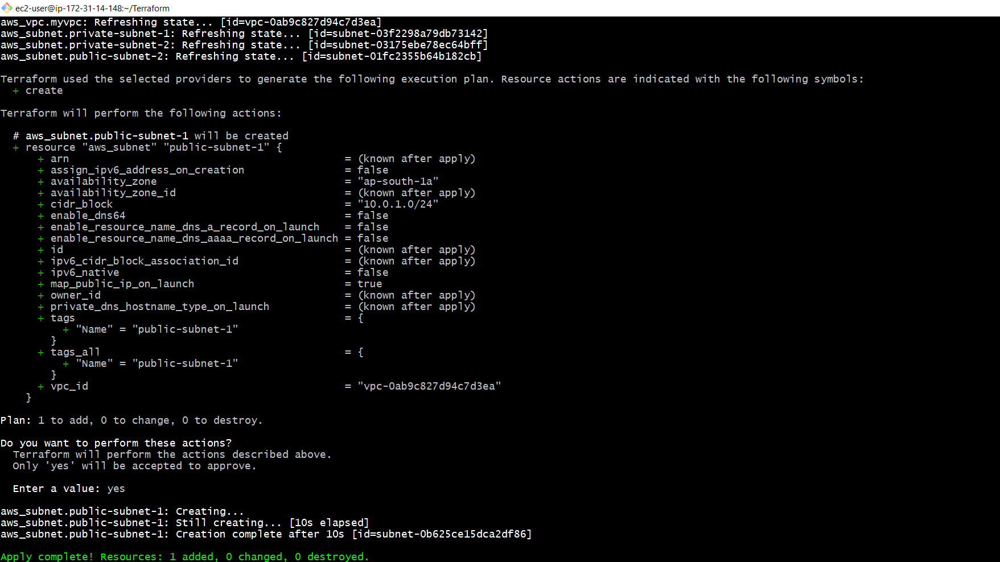 ec2-user@ip-172-31-14-148:~/Terraform
aws_vpc.myvpc: Refreshing state... [id=vpc-0ab9c827d94c7d3ea]
aws_subnet.private-subnet-1: Refreshing state... [id=subnet-03f2298a79db73142]
aws_subnet.private-subnet-2: Refreshing state... [id=subnet-03175ebe78ec64bff]
aws_subnet.public-subnet-2: Refreshing state... [id=subnet-01fc2355b64b182cb]

Terraform used the selected providers to generate the following execution plan. Resource actions are indicated with the following symbols:
  + create

Terraform will perform the following actions:

  # aws_subnet.public-subnet-1 will be created
  + resource "aws_subnet" "public-subnet-1" {
      + arn                                            = (known after apply)
      + assign_ipv6_address_on_creation                = false
      + availability_zone                              = "ap-south-1a"
      + availability_zone_id                           = (known after apply)
      + cidr_block                                     = "10.0.1.0/24"
      + enable_dns64                                   = false
      + enable_resource_name_dns_a_record_on_launch    = false
      + enable_resource_name_dns_aaaa_record_on_launch = false
      + id                                             = (known after apply)
      + ipv6_cidr_block_association_id                 = (known after apply)
      + ipv6_native                                    = false
      + map_public_ip_on_launch                        = true
      + owner_id                                       = (known after apply)
      + private_dns_hostname_type_on_launch            = (known after apply)
      + tags                                           = {
          + "Name" = "public-subnet-1"
        }
      + tags_all                                       = {
          + "Name" = "public-subnet-1"
        }
      + vpc_id                                         = "vpc-0ab9c827d94c7d3ea"
    }

Plan: 1 to add, 0 to change, 0 to destroy.

Do you want to perform these actions?
  Terraform will perform the actions described above.
  Only 'yes' will be accepted to approve.

  Enter a value: yes

aws_subnet.public-subnet-1: Creating...
aws_subnet.public-subnet-1: Still creating... [10s elapsed]
aws_subnet.public-subnet-1: Creation complete after 10s [id=subnet-0b625ce15dca2df86]

Apply complete! Resources: 1 added, 0 changed, 0 destroyed.